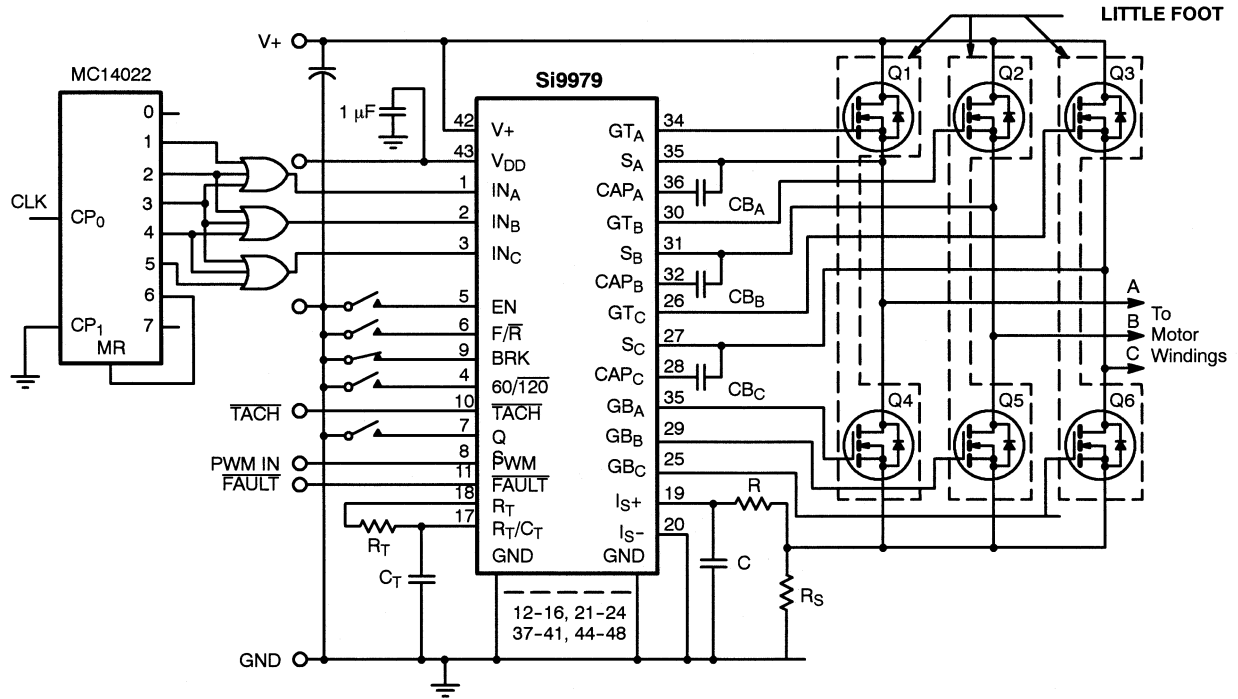 LITTLE FOOT
V+
MC14022
Si9979
Q1
Q2
Q3
0
1
2
3
4
5
6
7
CLK
CP0
CP1
MR
1 µF
42
V+
43
VDD
1
INA
2
INB
3
INC
5
EN
6
F/R̅
9
BRK
4
60/1̅2̅0̅
T̅A̅C̅H̅
10
T̅A̅C̅H̅
7
QS
PWM IN
8
PWM
F̅A̅U̅L̅T̅
11
F̅A̅U̅L̅T̅
18
RT
17
RT/CT
RT
CT
GND
GTA
34
SA
35
CAPA
36
CBA
GTB
30
SB
31
CAPB
32
CBB
GTC
26
SC
27
CAPC
28
CBC
GBA
35
GBB
29
GBC
25
IS+
19
R
IS−
20
GND
C
RS
A
B
C
To
Motor
Windings
Q4
Q5
Q6
12–16, 21–24
37–41, 44–48
GND